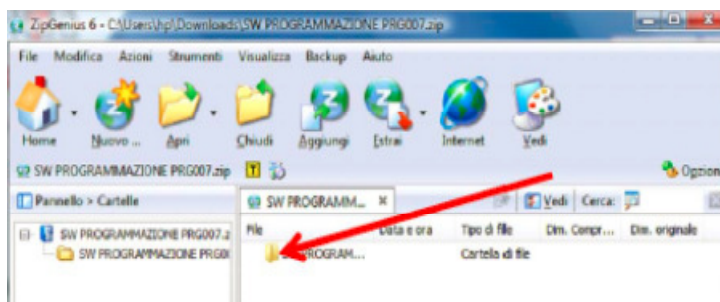 ZipGenius 6 - C:\Users\hp\Downloads\SW PROGRAMMAZIONE PRG007.zip
File Modifica Azioni Strumenti Visualizza Backup Aiuto
Home Nuovo ... Apri Chiudi Aggiungi Estrai Internet Vedi
SW PROGRAMMAZIONE PRG007.zip Opzion
Pannello > Cartelle SW PROGRAMM... Vedi Cerca:
File Data e ora Tipo di file Dim. Compr... Dim. originale
SW PROGRAMMAZIONE PRG007.z
SW PROGRAM... Cartella di file
SW PROGRAMMAZIONE PRG0